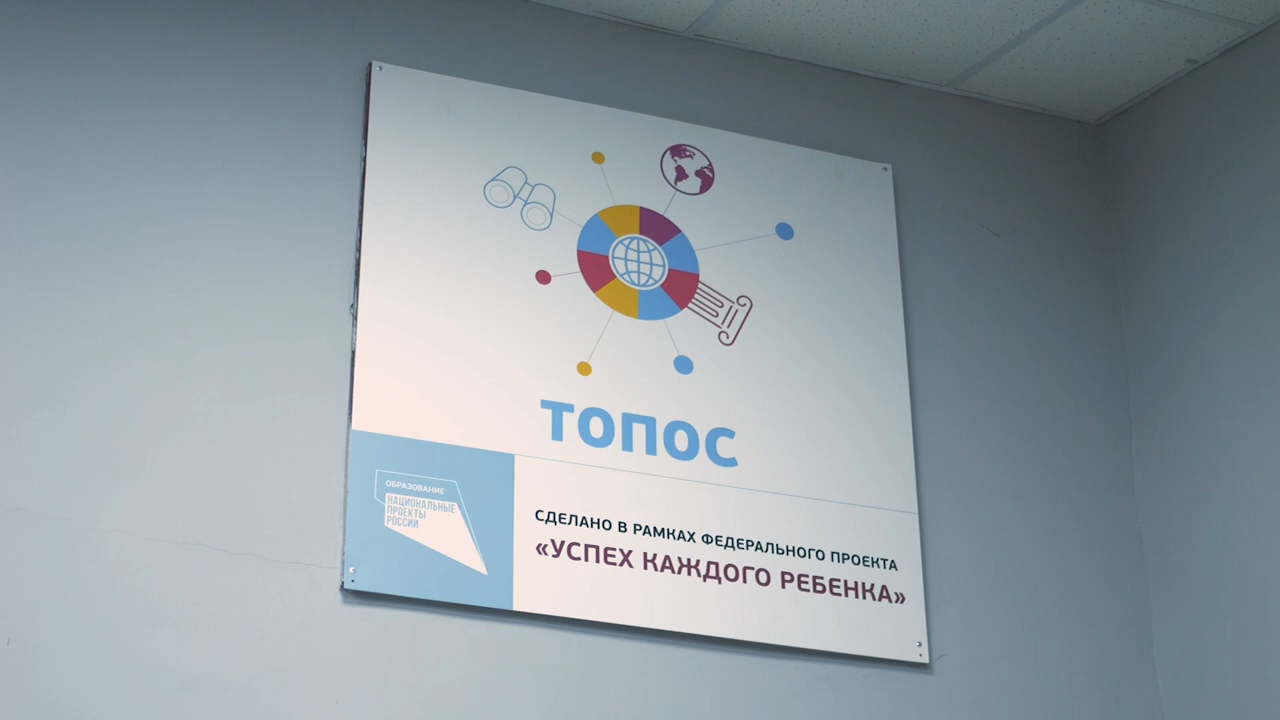 ТОПОС
ОБРАЗОВАНИЕ
НАЦИОНАЛЬНЫЕ
ПРОЕКТЫ
РОССИИ
СДЕЛАНО В РАМКАХ ФЕДЕРАЛЬНОГО ПРОЕКТА
«УСПЕХ КАЖДОГО РЕБЕНКА»